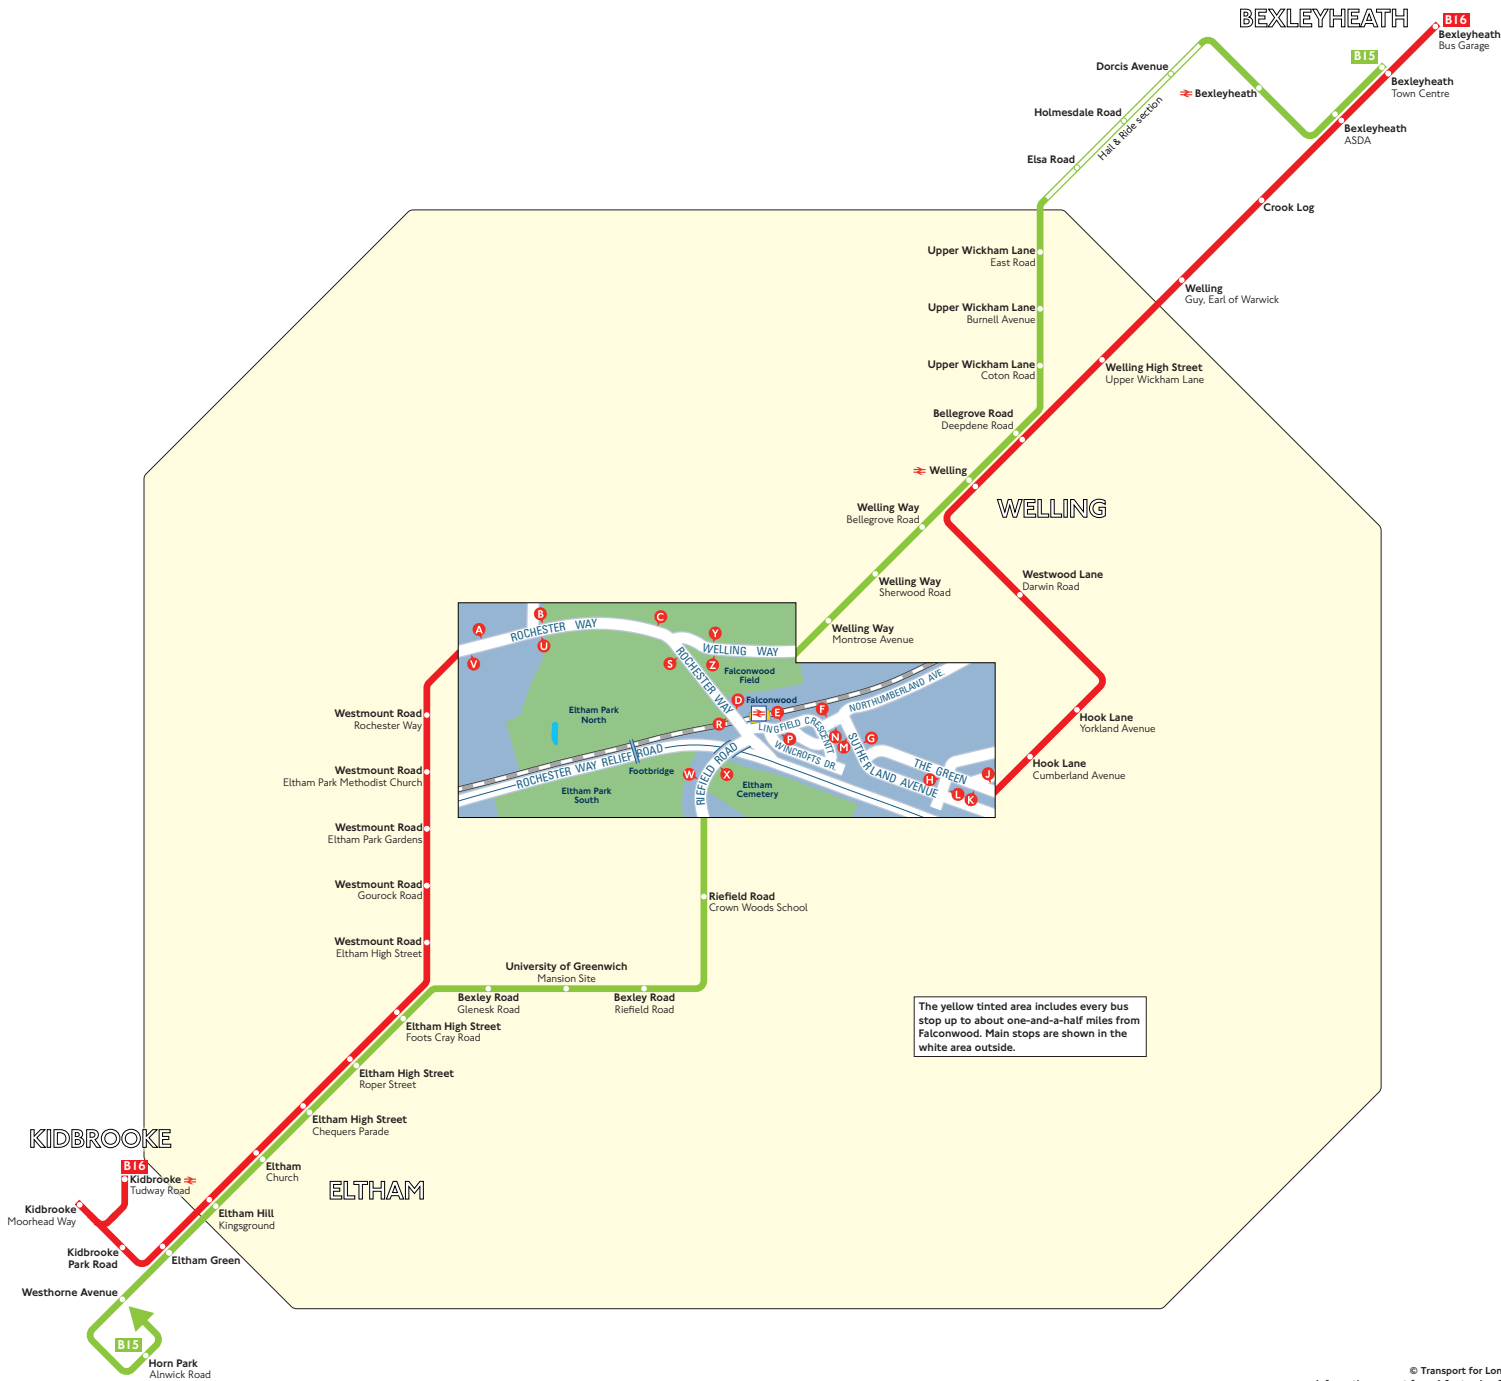 BEXLEYHEATH
B16
Bexleyheath
Bus Garage
B15
Dorcis Avenue
Bexleyheath
Bexleyheath
Town Centre
Holmesdale Road
Hail & Ride section
Bexleyheath
ASDA
Elsa Road
Crook Log
Upper Wickham Lane
East Road
Welling
Guy, Earl of Warwick
Upper Wickham Lane
Burnell Avenue
Upper Wickham Lane
Coton Road
Welling High Street
Upper Wickham Lane
Bellegrove Road
Deepdene Road
Welling
WELLING
Welling Way
Bellegrove Road
Welling Way
Sherwood Road
Westwood Lane
Darwin Road
Welling Way
Montrose Avenue
A
B
C
Y
ROCHESTER WAY
U
V
S
Z
WELLING WAY
ROCHESTER WAY
Falconwood
Field
D
Falconwood
E
F
NORTHUMBERLAND AVE.
Eltham Park
North
R
LINGFIELD CRESCENT
P
N
M
G
WINCROFTS DR.
SUTHERLAND AVENUE
THE GREEN
ROCHESTER WAY RELIEF ROAD
Footbridge
W
X
RIEFIELD ROAD
H
J
L
K
Eltham Park
South
Eltham
Cemetery
Hook Lane
Yorkland Avenue
Hook Lane
Cumberland Avenue
Westmount Road
Rochester Way
Westmount Road
Eltham Park Methodist Church
Westmount Road
Eltham Park Gardens
Westmount Road
Gourock Road
Westmount Road
Eltham High Street
Riefield Road
Crown Woods School
University of Greenwich
Mansion Site
Bexley Road
Glenesk Road
Bexley Road
Riefield Road
The yellow tinted area includes every bus
stop up to about one-and-a-half miles from
Falconwood. Main stops are shown in the
white area outside.
Eltham High Street
Foots Cray Road
Eltham High Street
Roper Street
Eltham High Street
Chequers Parade
KIDBROOKE
B16
Kidbrooke
Tudway Road
Eltham
Church
ELTHAM
Kidbrooke
Moorhead Way
Eltham Hill
Kingsground
Kidbrooke
Park Road
Eltham Green
Westhorne Avenue
B15
Horn Park
Alnwick Road
© Transport for Lon